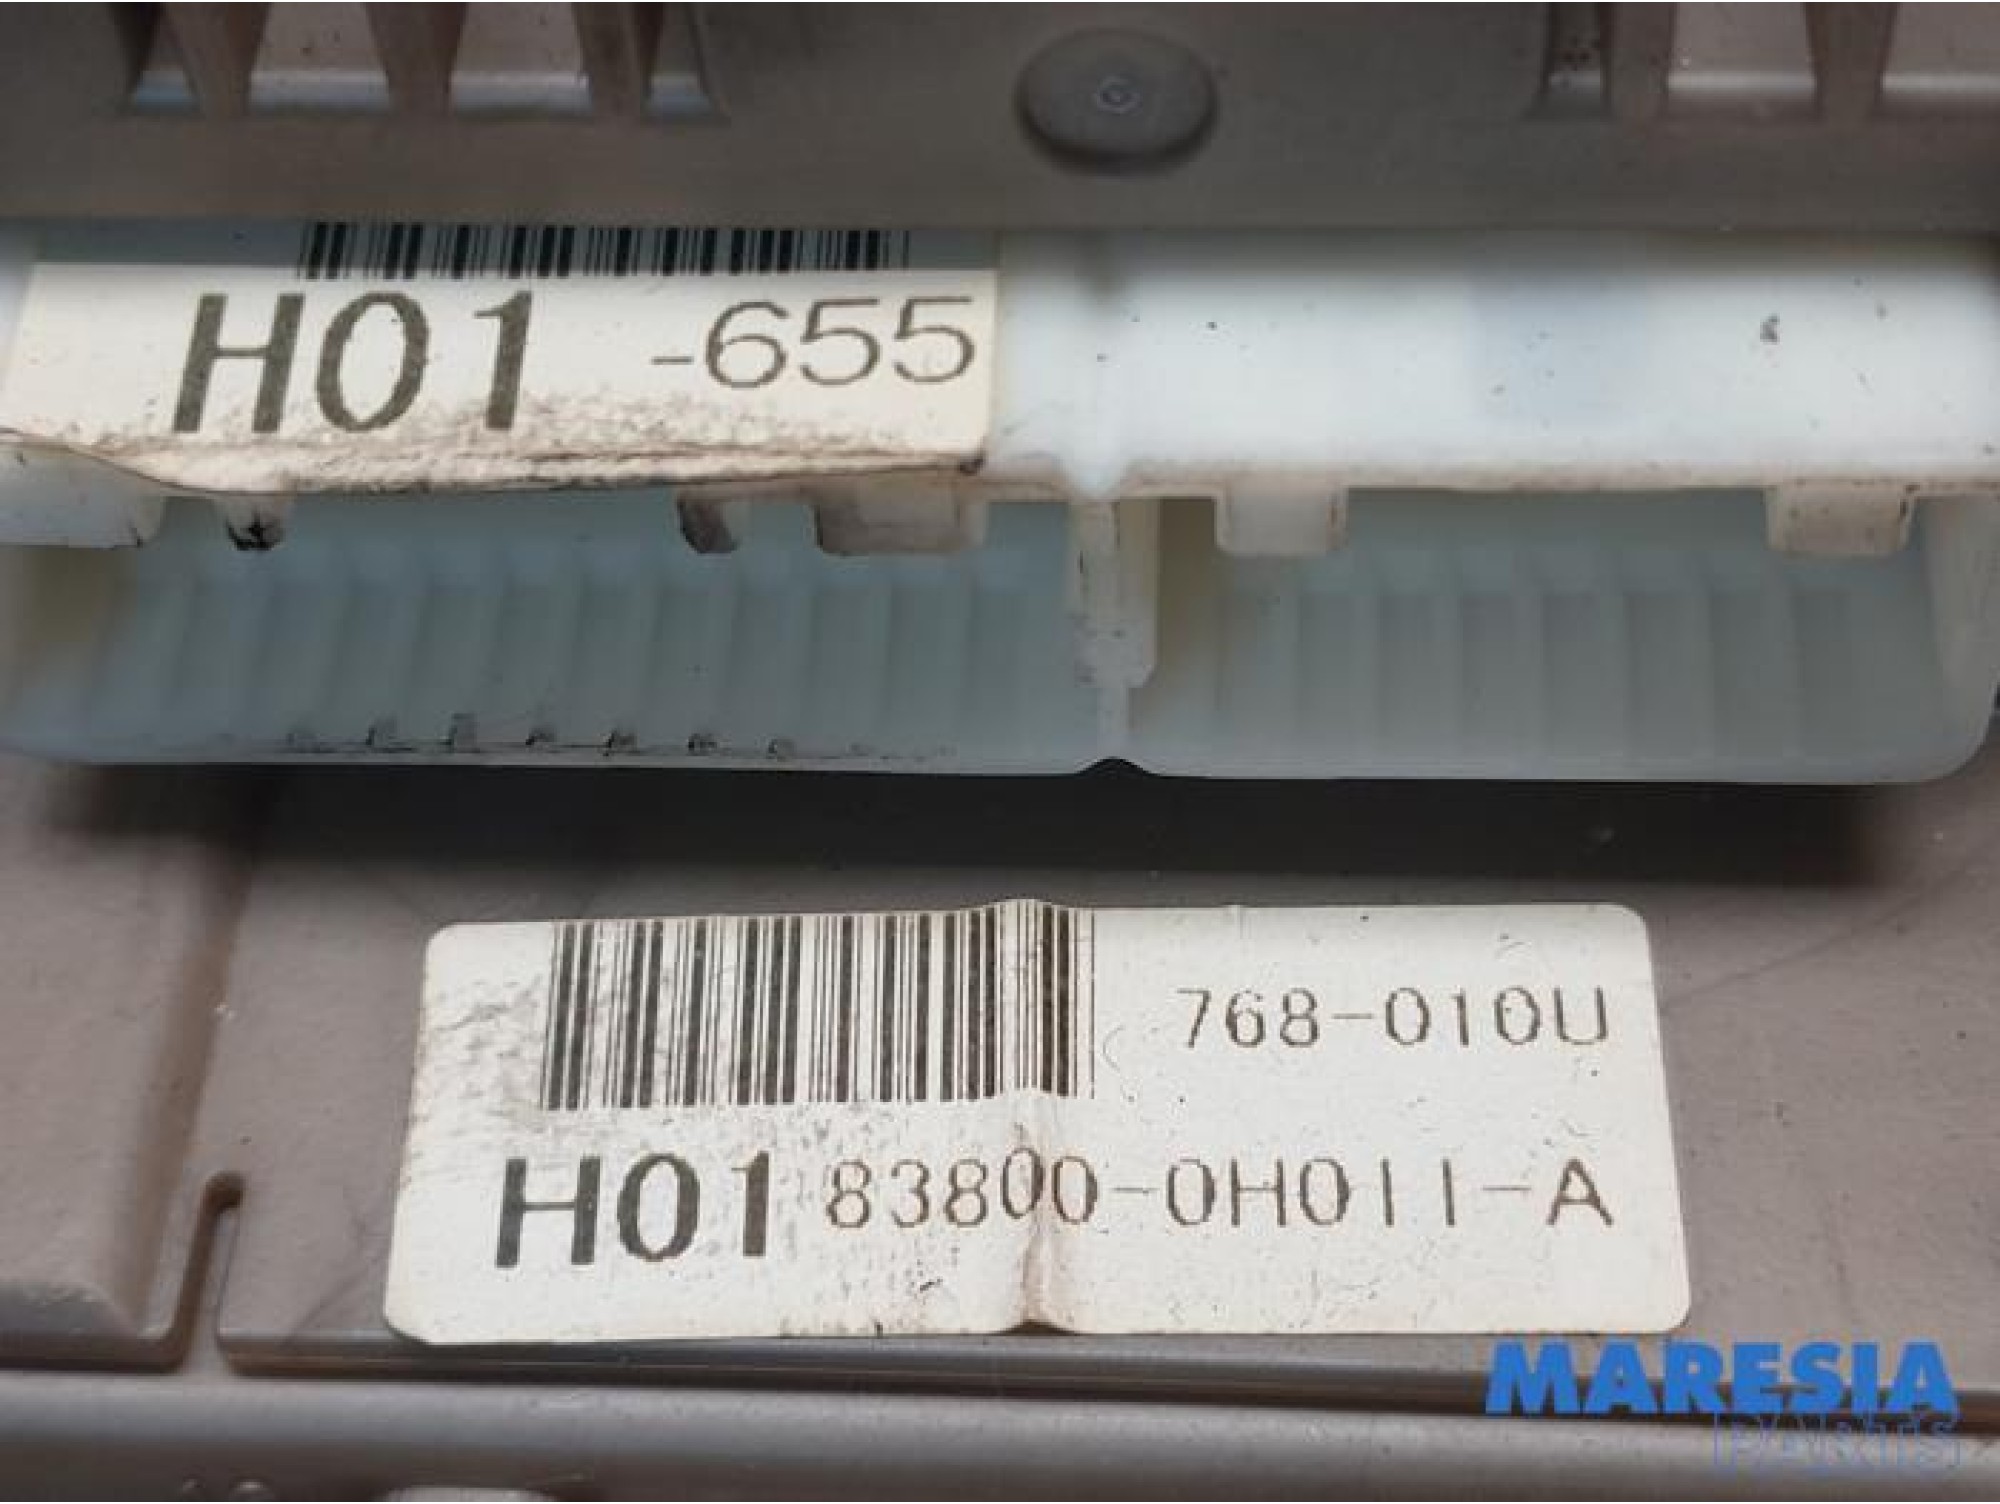 H01 -655
768-010U
H01 83800-0H011-A
MARESIA
PARTS